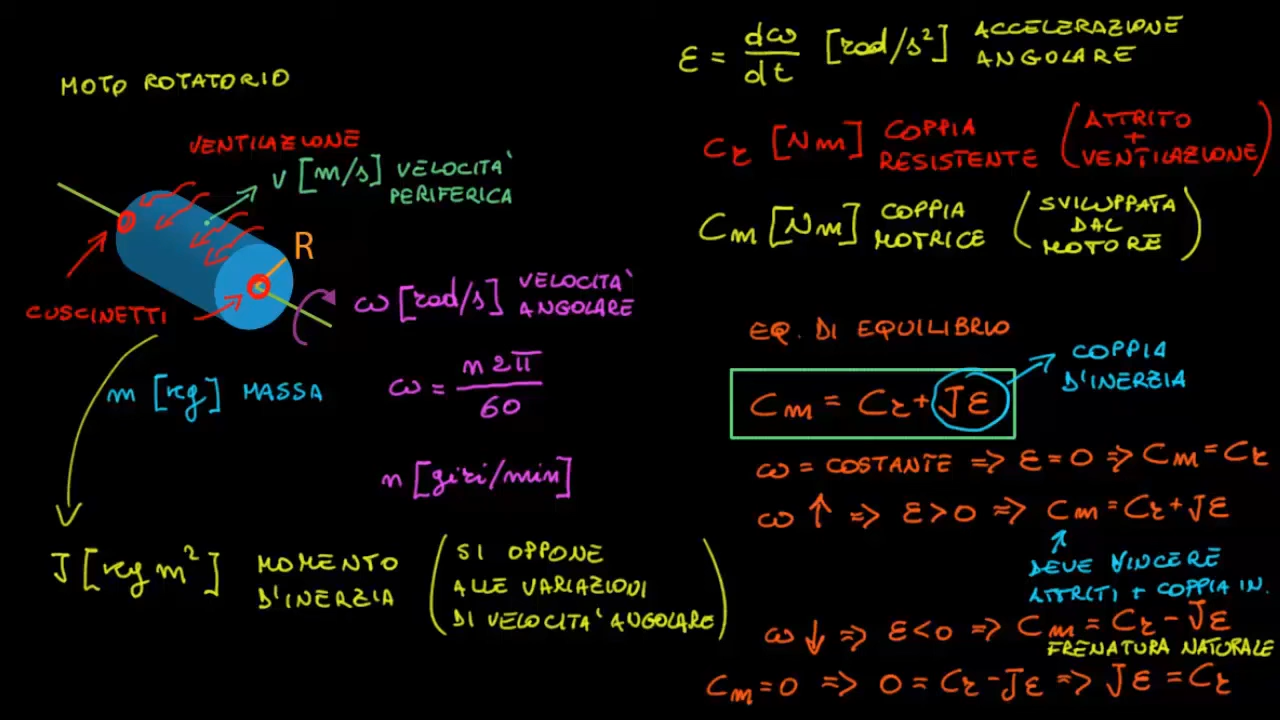 MOTO ROTATORIO
VENTILAZIONE
v [m/s] VELOCITA'
PERIFERICA
R
CUSCINETTI
ω [rad/s] VELOCITA'
ANGOLARE
m [kg] MASSA
ω = n 2π / 60
n [giri/min]
J [kg m²] MOMENTO
D'INERZIA
(SI OPPONE
ALLE VARIAZIONI
DI VELOCITA' ANGOLARE)
ε = dω/dt [rad/s²] ACCELERAZIONE
ANGOLARE
Cr [Nm] COPPIA
RESISTENTE
(ATTRITO
+
VENTILAZIONE)
Cm [Nm] COPPIA
MOTRICE
(SVILUPPATA
DAL
MOTORE)
EQ. DI EQUILIBRIO
COPPIA
D'INERZIA
Cm = Cr + Jε
ω = COSTANTE => ε = 0 => Cm = Cr
ω ↑ => ε > 0 => Cm = Cr + Jε
↑
DEVE VINCERE
ATTRITI + COPPIA IN.
ω ↓ => ε < 0 => Cm = Cr - Jε
FRENATURA NATURALE
Cm = 0 => 0 = Cr - Jε => Jε = Cr